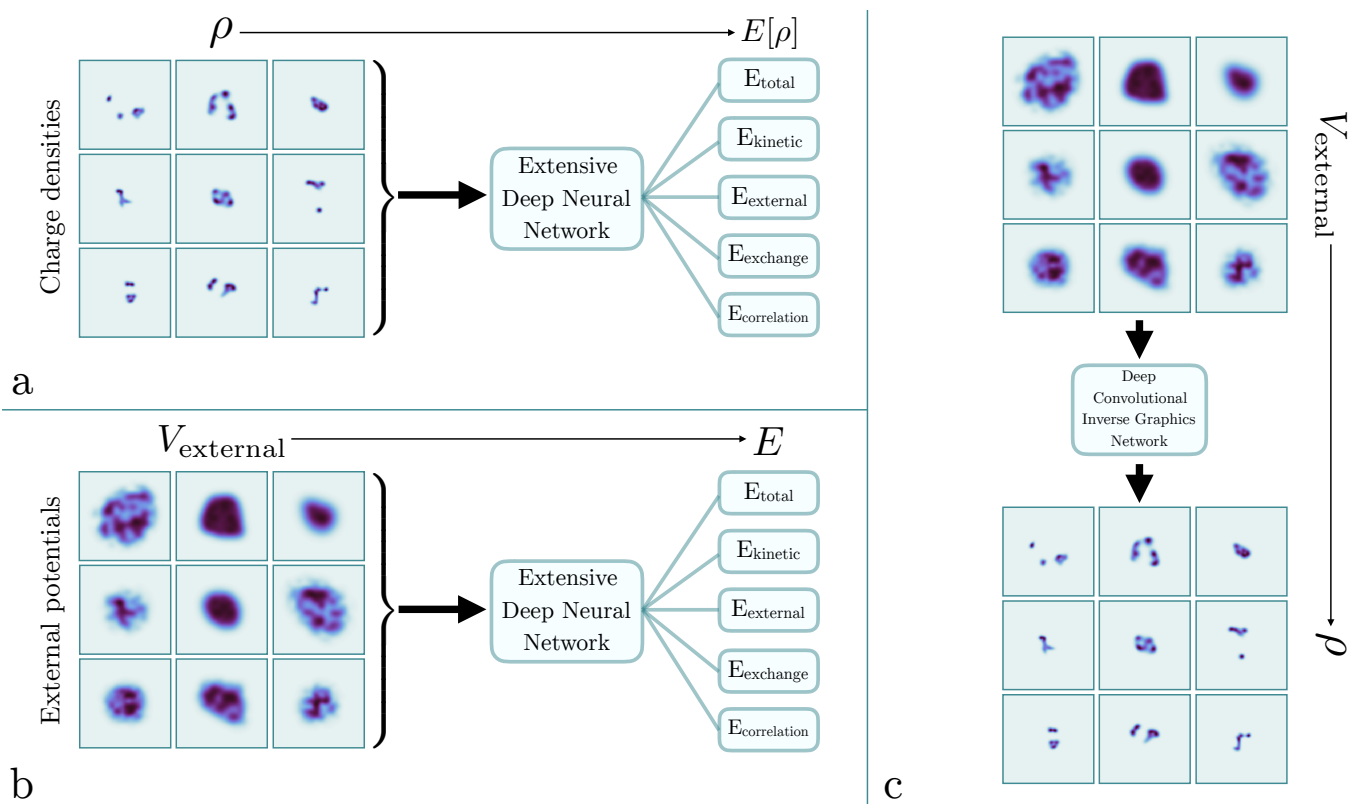 ρ
E[ρ]
Charge densities
Extensive
Deep Neural
Network
E_total
E_kinetic
E_external
E_exchange
E_correlation
a
V_external
E
External potentials
Extensive
Deep Neural
Network
E_total
E_kinetic
E_external
E_exchange
E_correlation
b
V_external
Deep
Convolutional
Inverse Graphics
Network
ρ
c